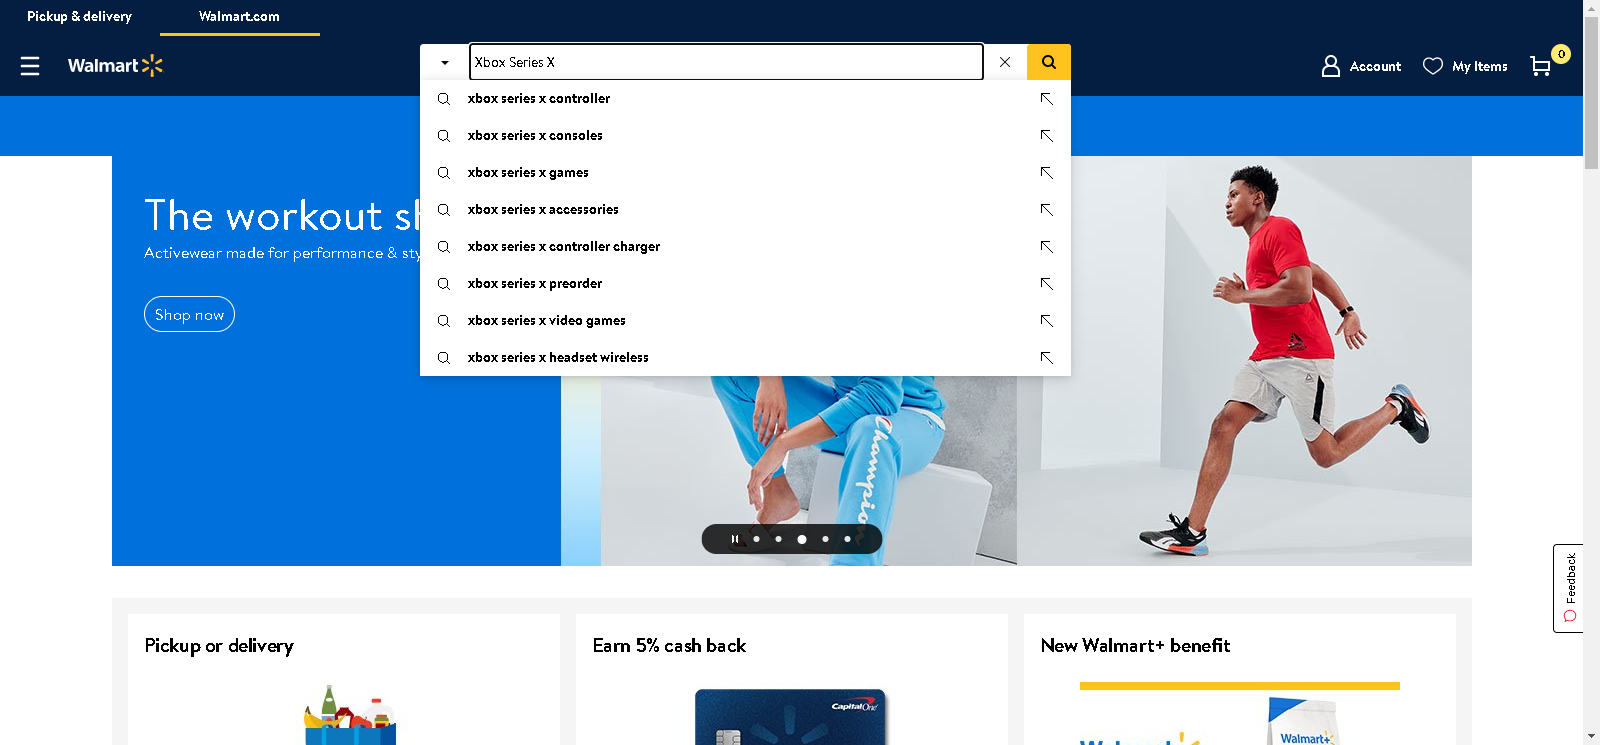 Pickup & delivery
Walmart.com
Walmart
Xbox Series X
Account
My Items
0
xbox series x controller
xbox series x consoles
xbox series x games
xbox series x accessories
xbox series x controller charger
xbox series x preorder
xbox series x video games
xbox series x headset wireless
The workout sh
Activewear made for performance & sty
Shop now
Champion
Feedback
Pickup or delivery
Earn 5% cash back
New Walmart+ benefit
Capital One
Walmart+